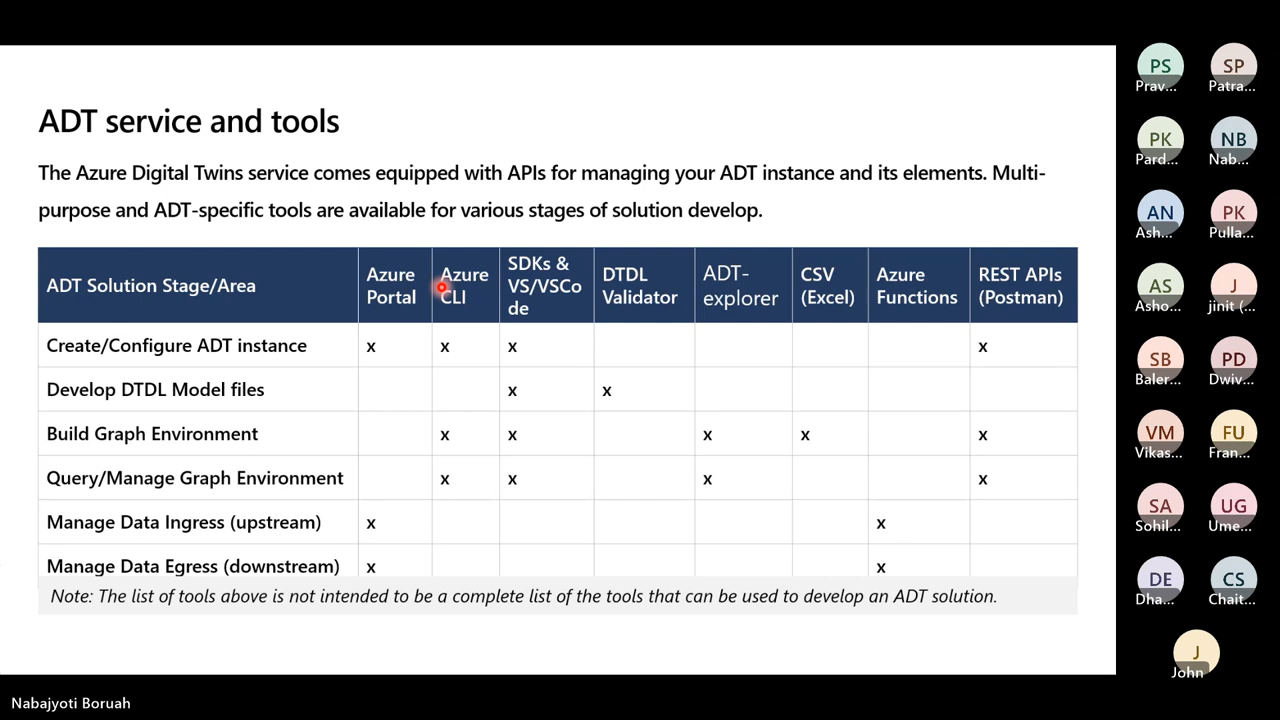 ADT service and tools
The Azure Digital Twins service comes equipped with APIs for managing your ADT instance and its elements. Multi-
purpose and ADT-specific tools are available for various stages of solution develop.
ADT Solution Stage/Area
Azure
Portal
Azure
CLI
SDKs &
VS/VSCo
de
DTDL
Validator
ADT-
explorer
CSV
(Excel)
Azure
Functions
REST APIs
(Postman)
Create/Configure ADT instance x x x x
Develop DTDL Model files x x
Build Graph Environment x x x x x
Query/Manage Graph Environment x x x x
Manage Data Ingress (upstream) x x
Manage Data Egress (downstream) x x
Note: The list of tools above is not intended to be a complete list of the tools that can be used to develop an ADT solution.
PS SP
Prav... Patra...
PK NB
Pard... Nab...
AN PK
Ash... Pulla...
AS J
Asho... jinit (...
SB PD
Baler... Dwiv...
VM FU
Vikas... Fran...
SA UG
Sohil... Ume...
DE CS
Dha... Chait...
J
John
Nabajyoti Boruah